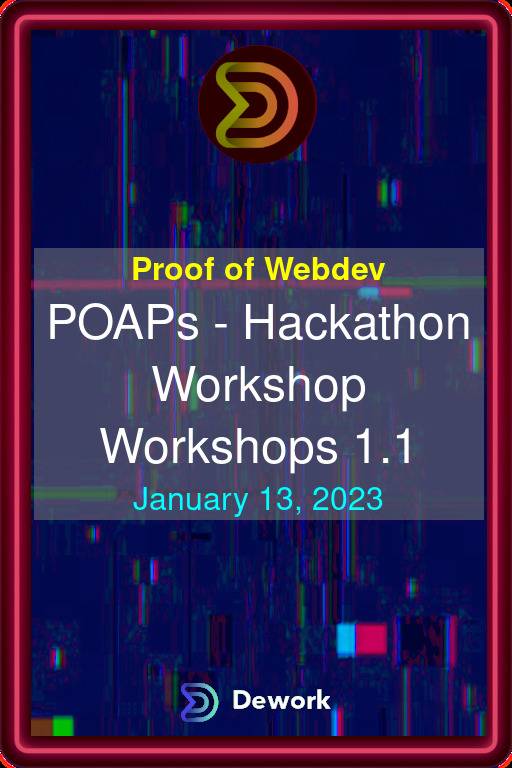 Proof of Webdev
POAPs - Hackathon
Workshop
Workshops 1.1
January 13, 2023
Dework